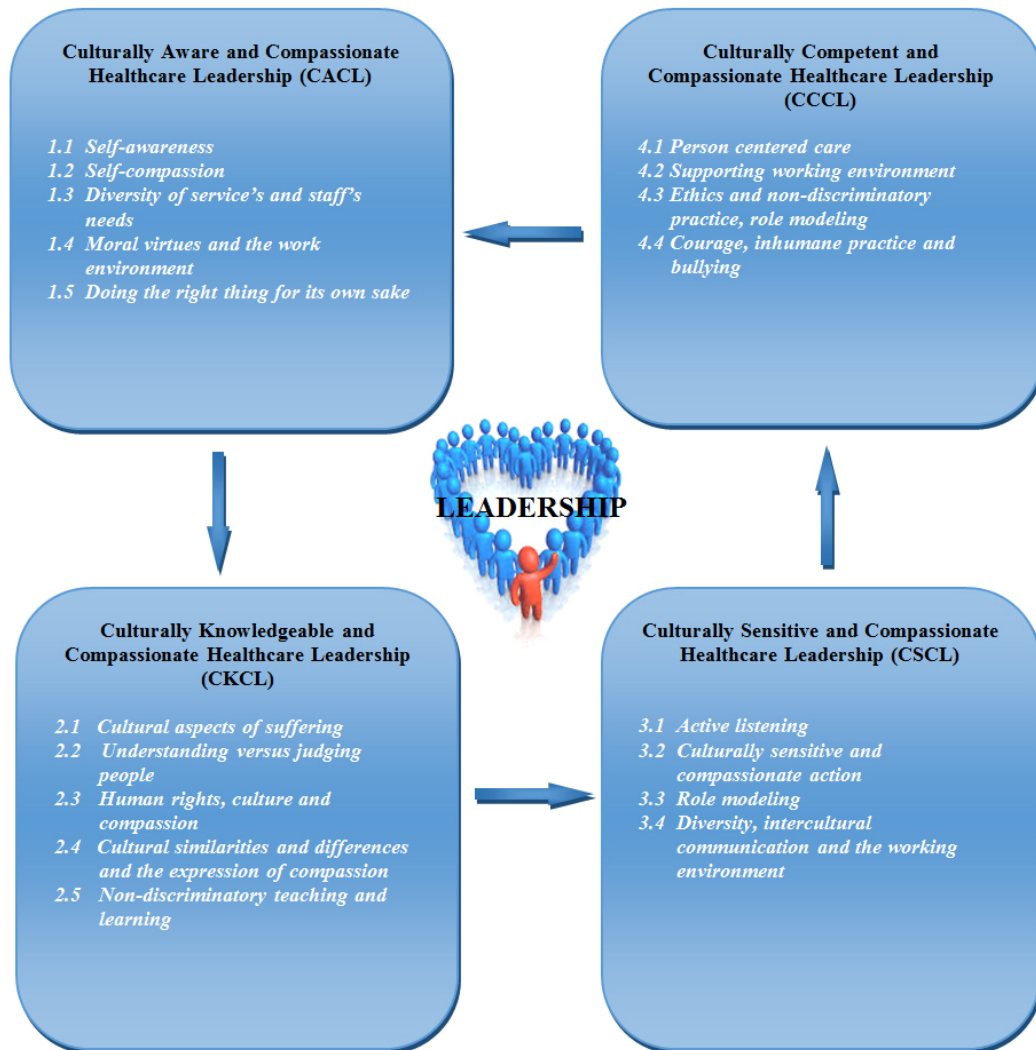 Culturally Aware and Compassionate
Healthcare Leadership (CACL)
1.1 Self-awareness
1.2 Self-compassion
1.3 Diversity of service's and staff's
needs
1.4 Moral virtues and the work
environment
1.5 Doing the right thing for its own sake
Culturally Competent and
Compassionate Healthcare Leadership
(CCCL)
4.1 Person centered care
4.2 Supporting working environment
4.3 Ethics and non-discriminatory
practice, role modeling
4.4 Courage, inhumane practice and
bullying
LEADERSHIP
Culturally Knowledgeable and
Compassionate Healthcare Leadership
(CKCL)
2.1 Cultural aspects of suffering
2.2 Understanding versus judging
people
2.3 Human rights, culture and
compassion
2.4 Cultural similarities and differences
and the expression of compassion
2.5 Non-discriminatory teaching and
learning
Culturally Sensitive and Compassionate
Healthcare Leadership (CSCL)
3.1 Active listening
3.2 Culturally sensitive and
compassionate action
3.3 Role modeling
3.4 Diversity, intercultural
communication and the working
environment